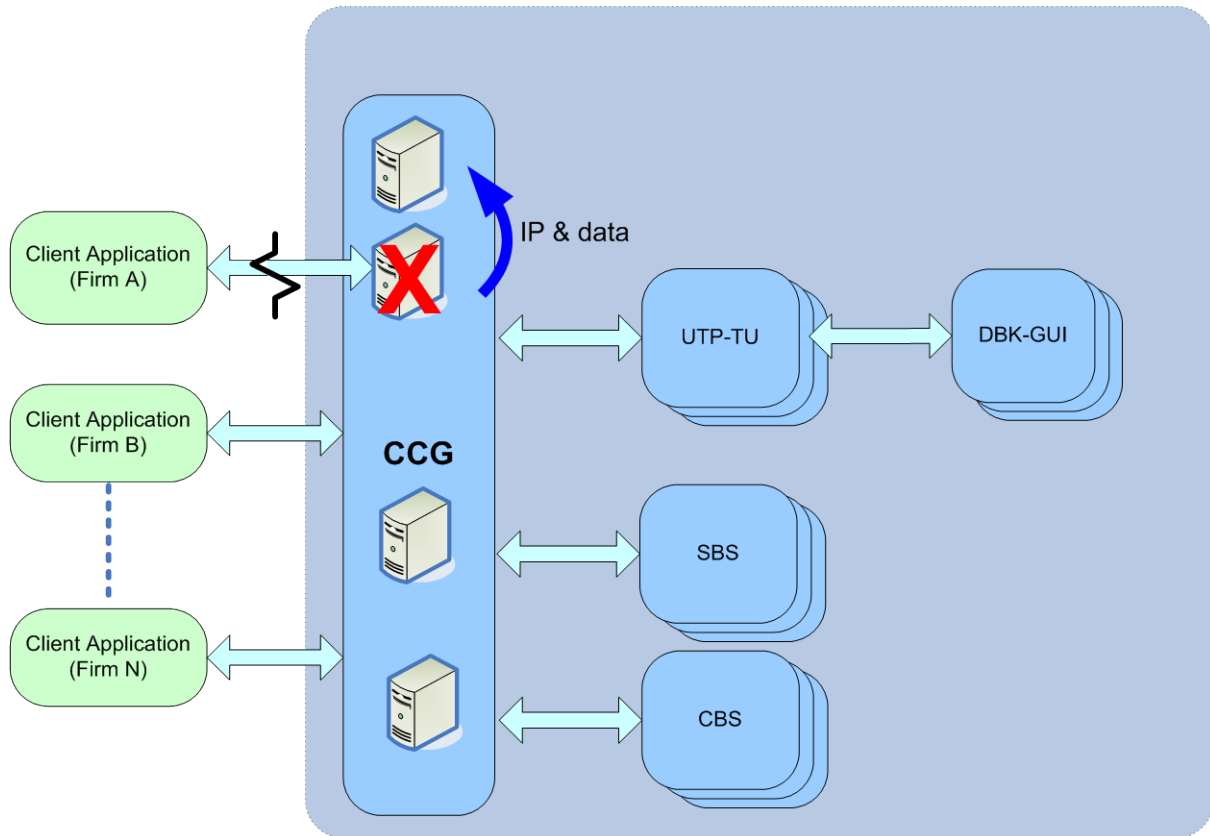 Client Application
(Firm A)
IP & data
UTP-TU
DBK-GUI
Client Application
(Firm B)
CCG
SBS
Client Application
(Firm N)
CBS
X